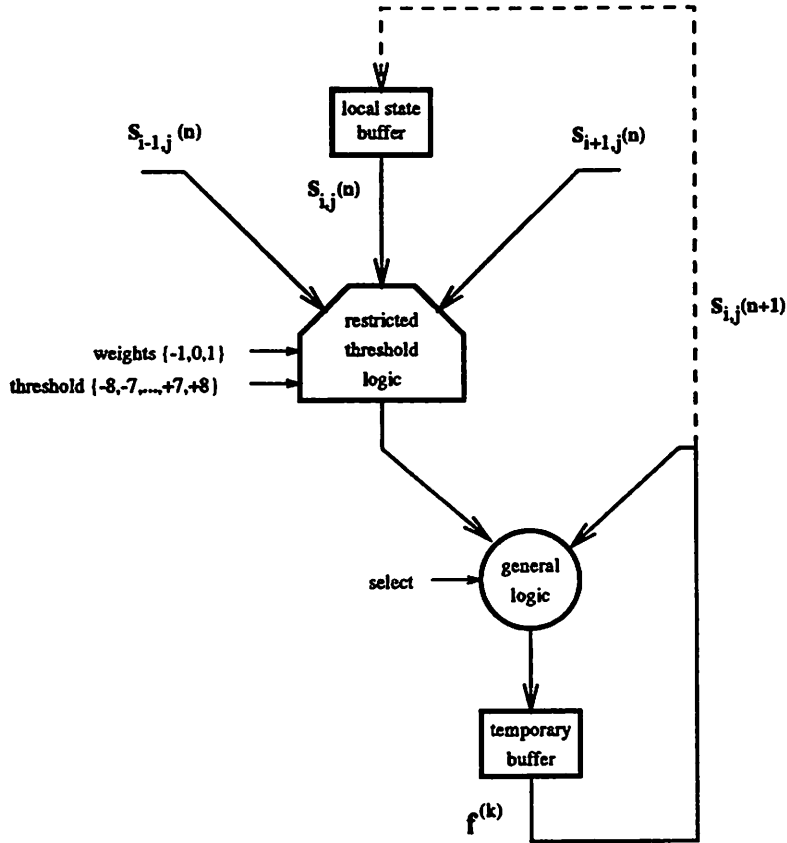 local state
buffer
S_{i-1,j}(n)
S_{i+1,j}(n)
S_{i,j}(n)
restricted
threshold
logic
S_{i,j}(n+1)
weights {-1,0,1}
threshold {-8,-7,...,+7,+8}
general
logic
select
temporary
buffer
f^{(k)}